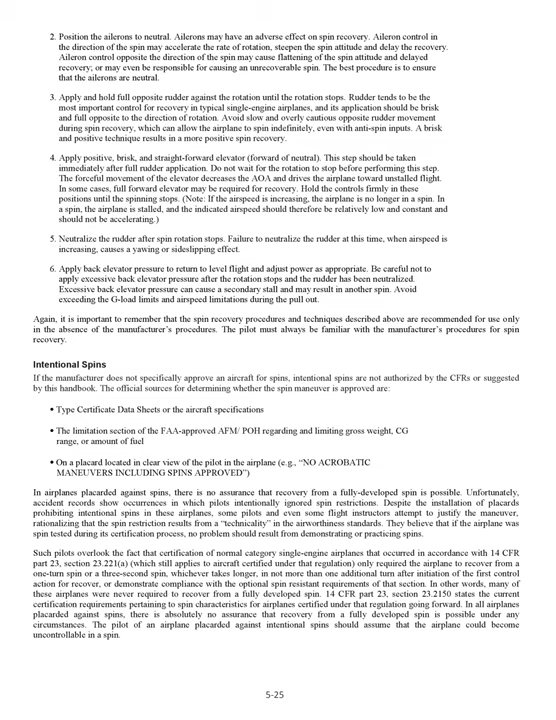 2. Position the ailerons to neutral. Ailerons may have an adverse effect on spin recovery. Aileron control in
the direction of the spin may accelerate the rate of rotation, steepen the spin attitude and delay the recovery.
Aileron control opposite the direction of the spin may cause flattening of the spin attitude and delayed
recovery; or may even be responsible for causing an unrecoverable spin. The best procedure is to ensure
that the ailerons are neutral.
3. Apply and hold full opposite rudder against the rotation until the rotation stops. Rudder tends to be the
most important control for recovery in typical single-engine airplanes, and its application should be brisk
and full opposite to the direction of rotation. Avoid slow and overly cautious opposite rudder movement
during spin recovery, which can allow the airplane to spin indefinitely, even with anti-spin inputs. A brisk
and positive technique results in a more positive spin recovery.
4. Apply positive, brisk, and straight-forward elevator (forward of neutral). This step should be taken
immediately after full rudder application. Do not wait for the rotation to stop before performing this step.
The forceful movement of the elevator decreases the AOA and drives the airplane toward unstalled flight.
In some cases, full forward elevator may be required for recovery. Hold the controls firmly in these
positions until the spinning stops. (Note: If the airspeed is increasing, the airplane is no longer in a spin. In
a spin, the airplane is stalled, and the indicated airspeed should therefore be relatively low and constant and
should not be accelerating.)
5. Neutralize the rudder after spin rotation stops. Failure to neutralize the rudder at this time, when airspeed is
increasing, causes a yawing or sideslipping effect.
6. Apply back elevator pressure to return to level flight and adjust power as appropriate. Be careful not to
apply excessive back elevator pressure after the rotation stops and the rudder has been neutralized.
Excessive back elevator pressure can cause a secondary stall and may result in another spin. Avoid
exceeding the G-load limits and airspeed limitations during the pull out.
Again, it is important to remember that the spin recovery procedures and techniques described above are recommended for use only
in the absence of the manufacturer's procedures. The pilot must always be familiar with the manufacturer's procedures for spin
recovery.
Intentional Spins
If the manufacturer does not specifically approve an aircraft for spins, intentional spins are not authorized by the CFRs or suggested
by this handbook. The official sources for determining whether the spin maneuver is approved are:
• Type Certificate Data Sheets or the aircraft specifications
• The limitation section of the FAA-approved AFM/ POH regarding and limiting gross weight, CG
range, or amount of fuel
• On a placard located in clear view of the pilot in the airplane (e.g., "NO ACROBATIC
MANEUVERS INCLUDING SPINS APPROVED")
In airplanes placarded against spins, there is no assurance that recovery from a fully-developed spin is possible. Unfortunately,
accident records show occurrences in which pilots intentionally ignored spin restrictions. Despite the installation of placards
prohibiting intentional spins in these airplanes, some pilots and even some flight instructors attempt to justify the maneuver,
rationalizing that the spin restriction results from a "technicality" in the airworthiness standards. They believe that if the airplane was
spin tested during its certification process, no problem should result from demonstrating or practicing spins.
Such pilots overlook the fact that certification of normal category single-engine airplanes that occurred in accordance with 14 CFR
part 23, section 23.221(a) (which still applies to aircraft certified under that regulation) only required the airplane to recover from a
one-turn spin or a three-second spin, whichever takes longer, in not more than one additional turn after initiation of the first control
action for recover, or demonstrate compliance with the optional spin resistant requirements of that section. In other words, many of
these airplanes were never required to recover from a fully developed spin. 14 CFR part 23, section 23.2150 states the current
certification requirements pertaining to spin characteristics for airplanes certified under that regulation going forward. In all airplanes
placarded against spins, there is absolutely no assurance that recovery from a fully developed spin is possible under any
circumstances. The pilot of an airplane placarded against intentional spins should assume that the airplane could become
uncontrollable in a spin.
5-25